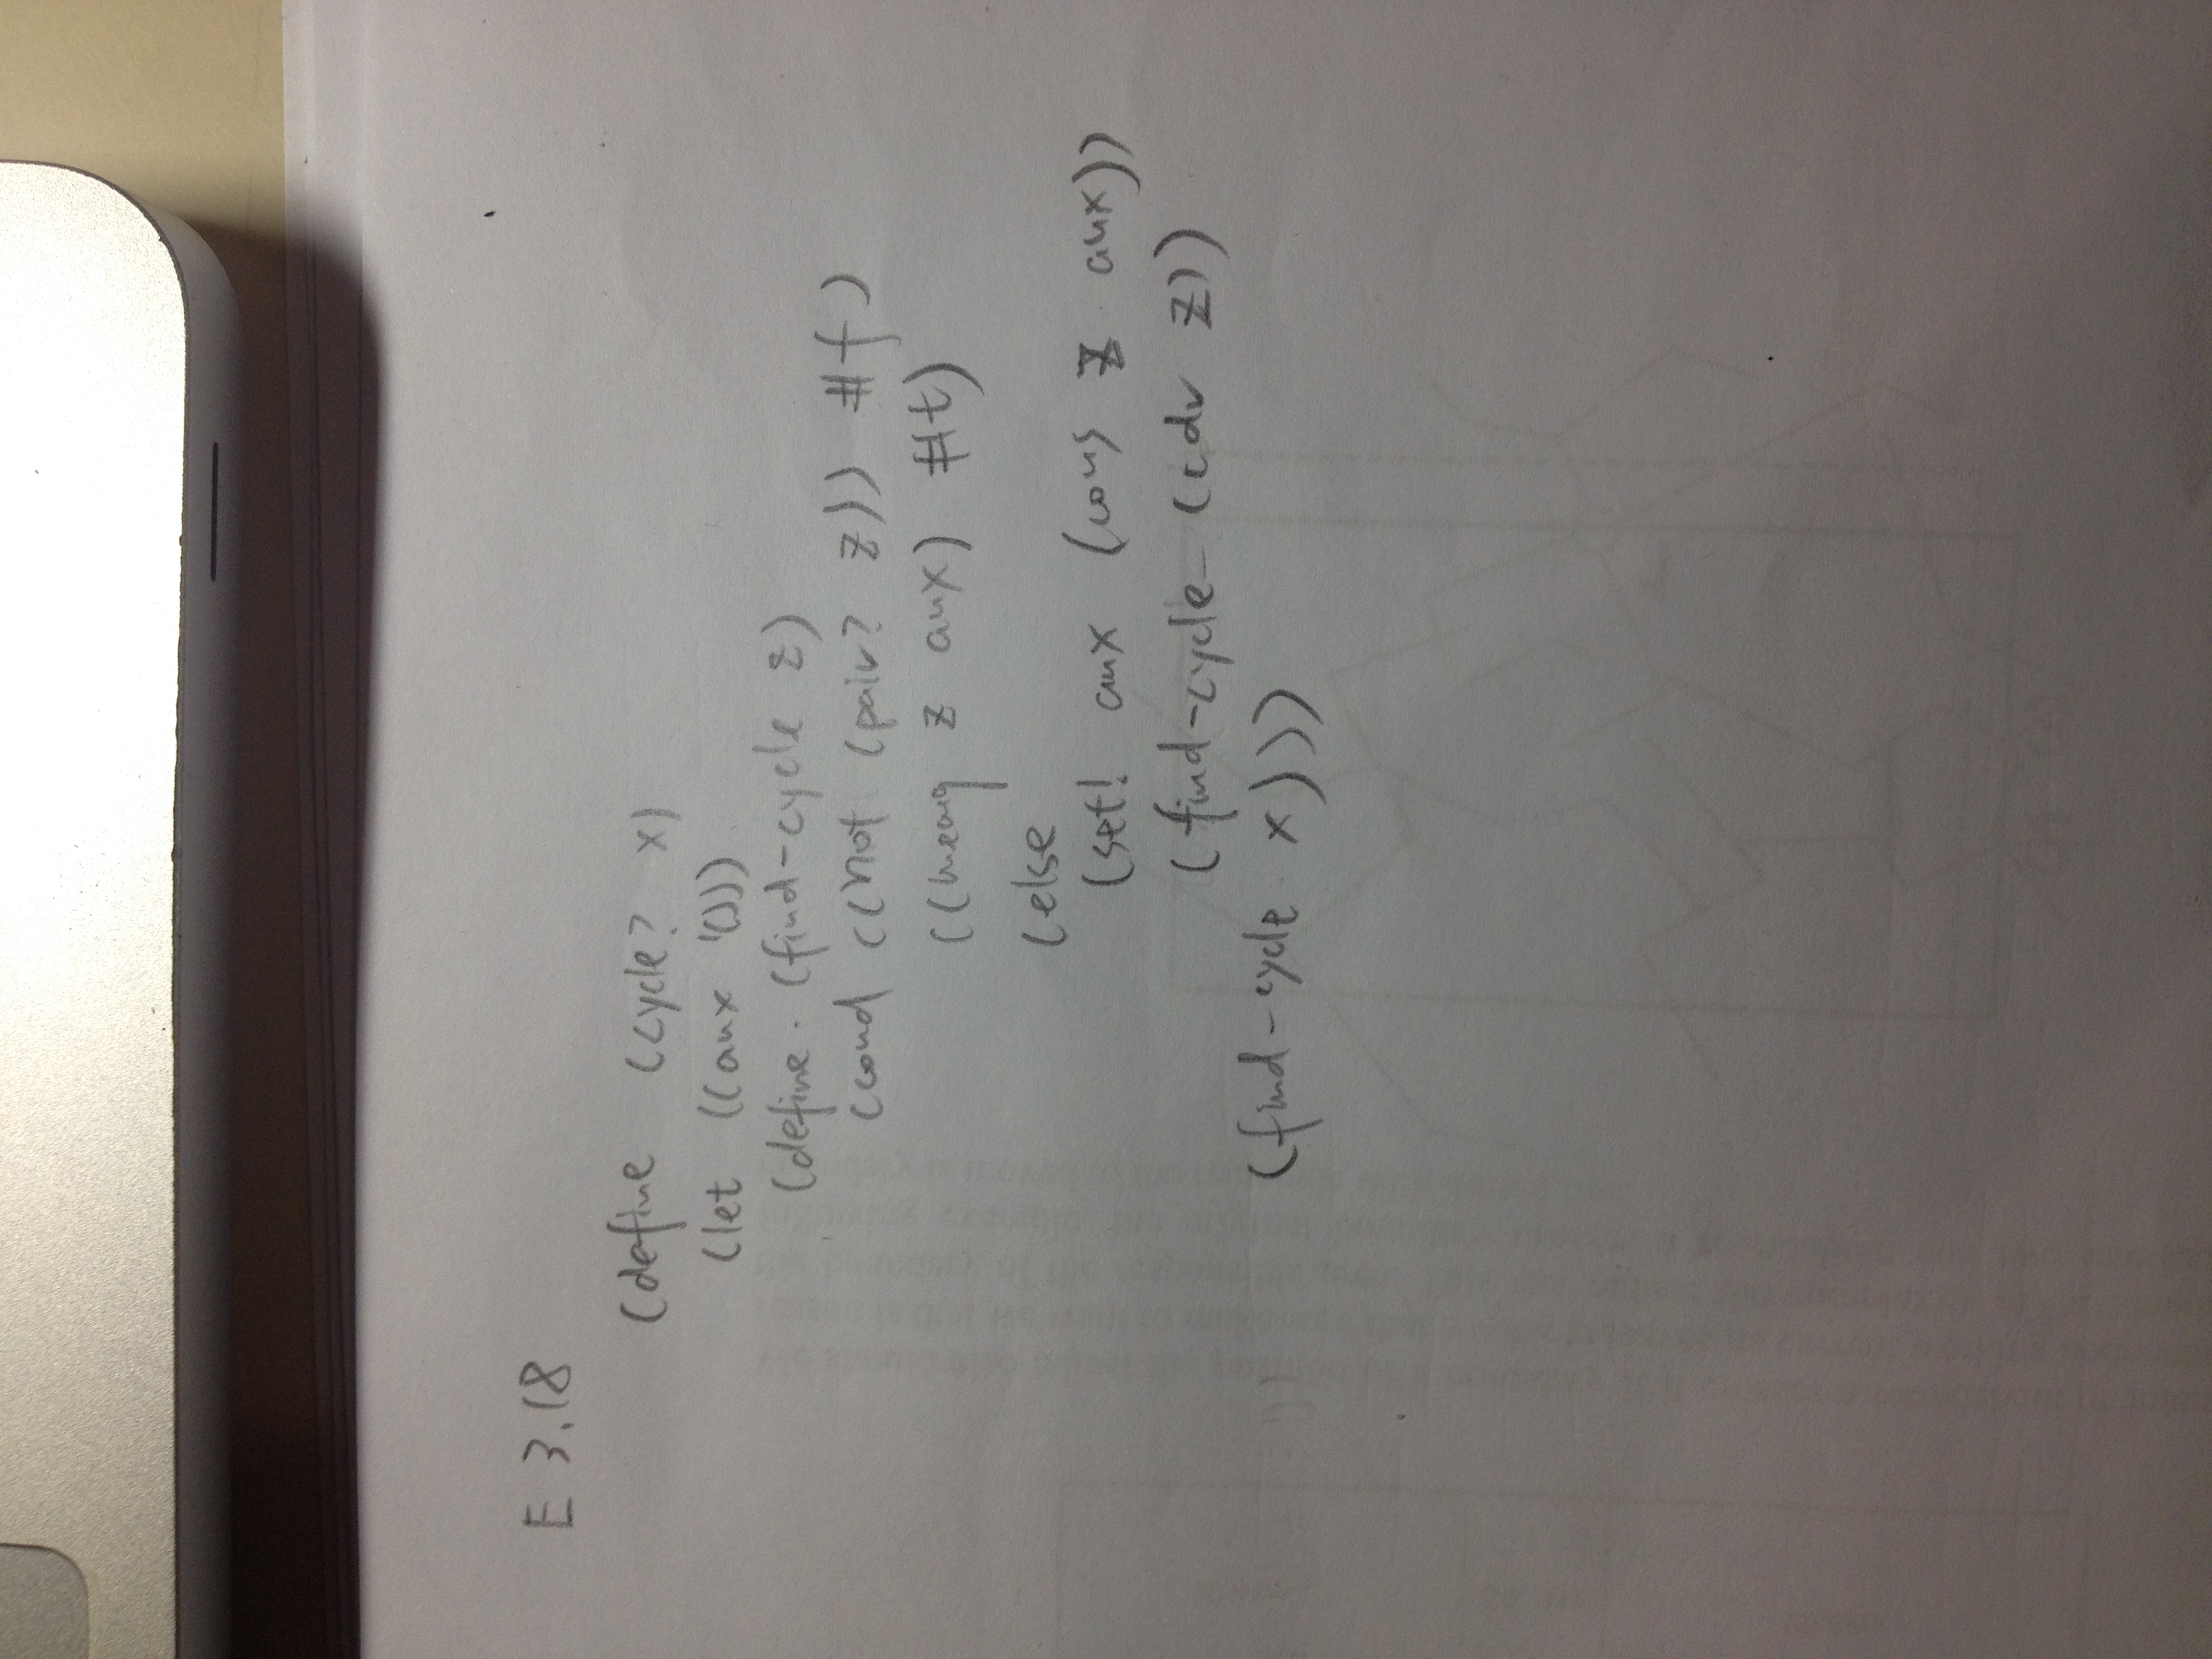 E 3.18
(define (cycle? x)
(let ((aux '()))
(define (find-cycle z)
(cond ((not (pair? z)) #f)
((memq z aux) #t)
(else
(set! aux (cons z aux))
(find-cycle (cdr z))
(find-cycle x)))